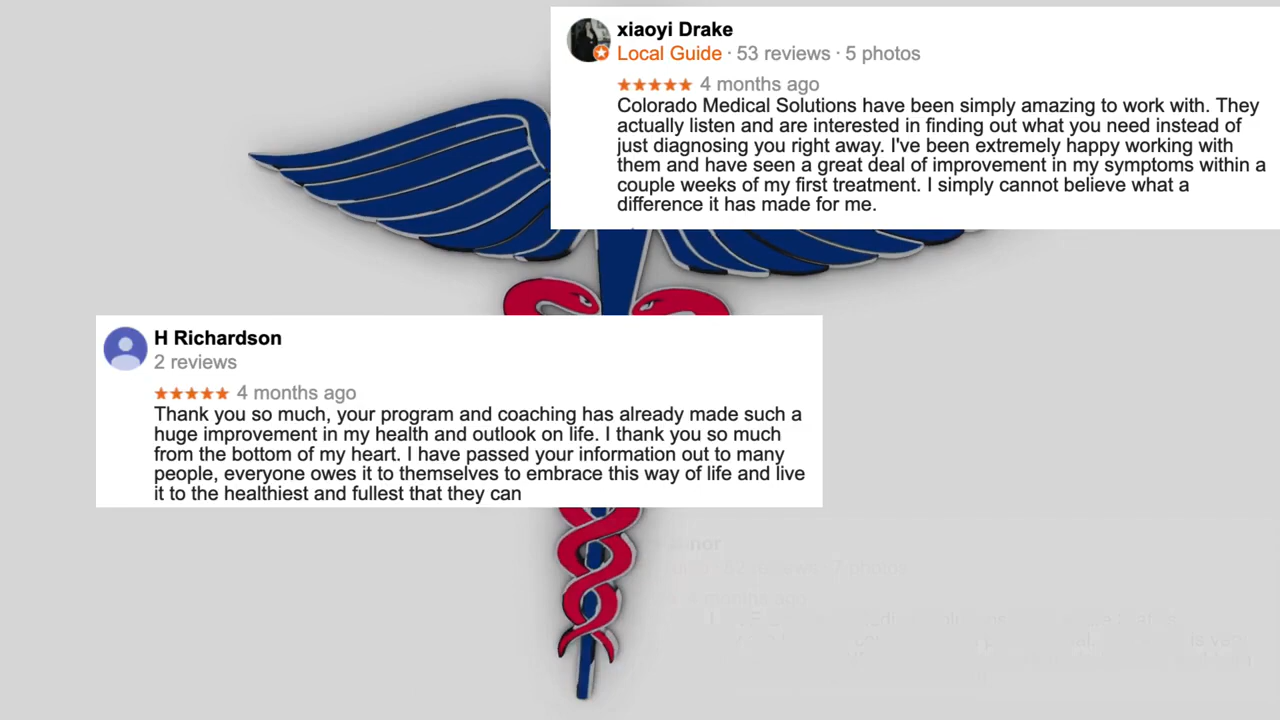 xiaoyi Drake
Local Guide · 53 reviews · 5 photos
4 months ago
Colorado Medical Solutions have been simply amazing to work with. They
actually listen and are interested in finding out what you need instead of
just diagnosing you right away. I've been extremely happy working with
them and have seen a great deal of improvement in my symptoms within a
couple weeks of my first treatment. I simply cannot believe what a
difference it has made for me.
H Richardson
2 reviews
4 months ago
Thank you so much, your program and coaching has already made such a
huge improvement in my health and outlook on life. I thank you so much
from the bottom of my heart. I have passed your information out to many
people, everyone owes it to themselves to embrace this way of life and live
it to the healthiest and fullest that they can
7 photos
months ago